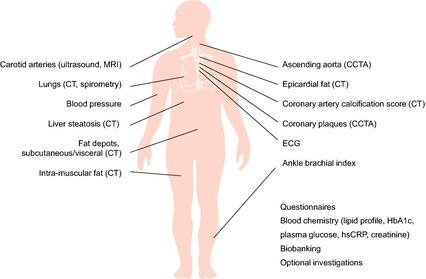 Carotid arteries (ultrasound, MRI)
Lungs (CT, spirometry)
Blood pressure
Liver steatosis (CT)
Fat depots,
subcutaneous/visceral (CT)
Intra-muscular fat (CT)
Ascending aorta (CCTA)
Epicardial fat (CT)
Coronary artery calcification score (CT)
Coronary plaques (CCTA)
ECG
Ankle brachial index
Questionnaires
Blood chemistry (lipid profile, HbA1c,
plasma glucose, hsCRP, creatinine)
Biobanking
Optional investigations